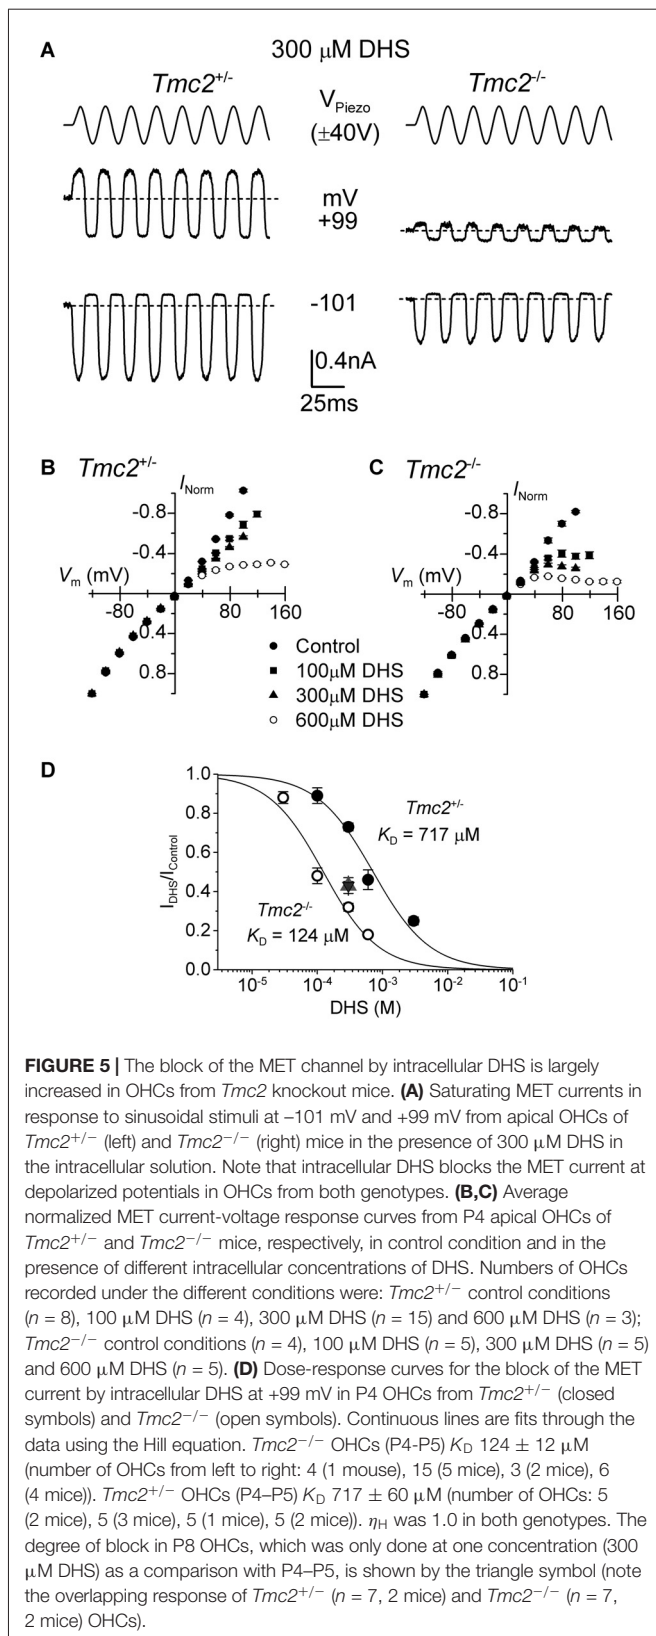 A
300 μM DHS
Tmc2+/-
Tmc2-/-
VPiezo
(±40V)
mV
+99
-101
0.4nA
25ms
B
Tmc2+/-
C
Tmc2-/-
INorm
INorm
-0.8
-0.8
-0.4
-0.4
Vm (mV)
Vm (mV)
-80
80
160
-80
80
160
0.4
0.4
0.8
0.8
Control
100μM DHS
300μM DHS
600μM DHS
D
1.0
0.8
0.6
0.4
0.2
0.0
IDHS/IControl
Tmc2+/-
KD = 717 μM
Tmc2-/-
KD = 124 μM
10-5
10-4
10-3
10-2
10-1
DHS (M)
FIGURE 5 | The block of the MET channel by intracellular DHS is largely
increased in OHCs from Tmc2 knockout mice. (A) Saturating MET currents in
response to sinusoidal stimuli at –101 mV and +99 mV from apical OHCs of
Tmc2+/− (left) and Tmc2−/− (right) mice in the presence of 300 μM DHS in
the intracellular solution. Note that intracellular DHS blocks the MET current at
depolarized potentials in OHCs from both genotypes. (B,C) Average
normalized MET current-voltage response curves from P4 apical OHCs of
Tmc2+/− and Tmc2−/− mice, respectively, in control condition and in the
presence of different intracellular concentrations of DHS. Numbers of OHCs
recorded under the different conditions were: Tmc2+/− control conditions
(n = 8), 100 μM DHS (n = 4), 300 μM DHS (n = 15) and 600 μM DHS (n = 3);
Tmc2−/− control conditions (n = 4), 100 μM DHS (n = 5), 300 μM DHS (n = 5)
and 600 μM DHS (n = 5). (D) Dose-response curves for the block of the MET
current by intracellular DHS at +99 mV in P4 OHCs from Tmc2+/− (closed
symbols) and Tmc2−/− (open symbols). Continuous lines are fits through the
data using the Hill equation. Tmc2−/− OHCs (P4-P5) KD 124 ± 12 μM
(number of OHCs from left to right: 4 (1 mouse), 15 (5 mice), 3 (2 mice), 6
(4 mice)). Tmc2+/− OHCs (P4–P5) KD 717 ± 60 μM (number of OHCs: 5
(2 mice), 5 (3 mice), 5 (1 mice), 5 (2 mice)). ηH was 1.0 in both genotypes. The
degree of block in P8 OHCs, which was only done at one concentration (300
μM DHS) as a comparison with P4–P5, is shown by the triangle symbol (note
the overlapping response of Tmc2+/− (n = 7, 2 mice) and Tmc2−/− (n = 7,
2 mice) OHCs).